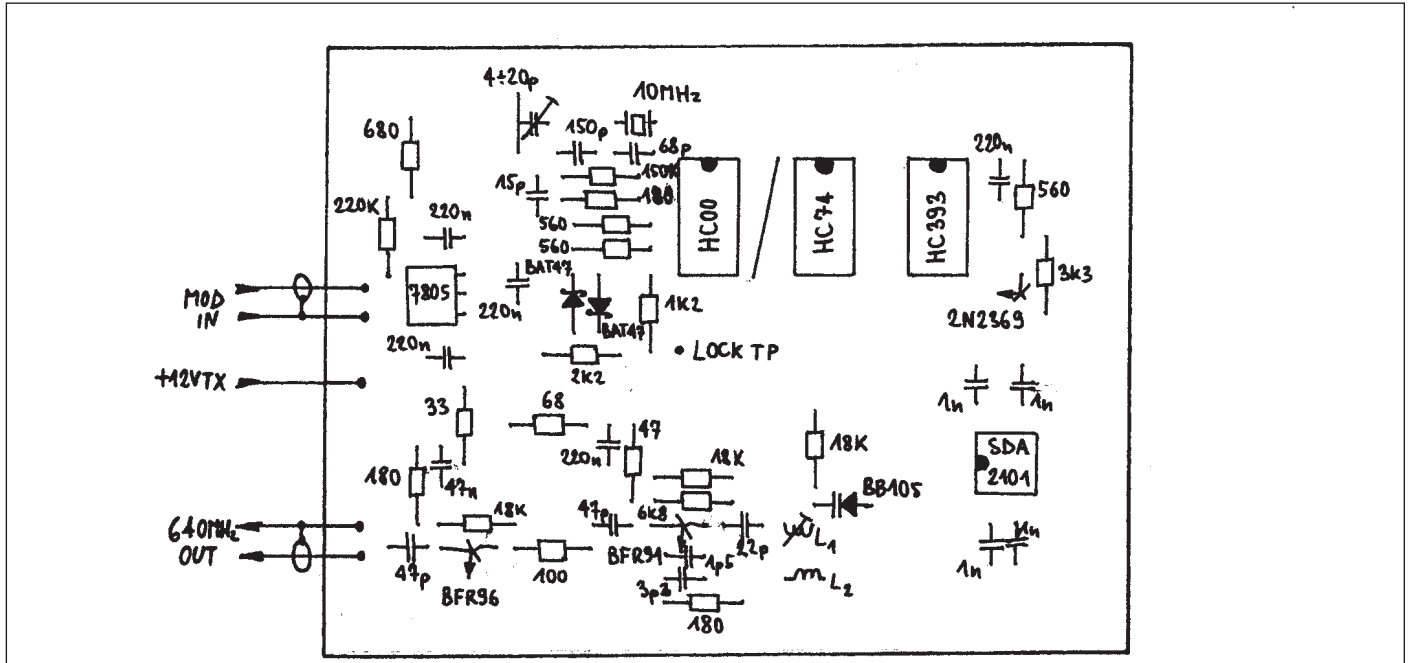 4÷20p
10MHz
680
150p
68p
220n
15p
150K
180
560
220K
220n
560
560
HC00
HC74
HC393
3k3
BAT47
MOD
IN
7805
220n
1k2
2N2369
BAT47
220n
LOCK TP
2k2
+12VTX
1n
1n
33
68
47
18K
SDA
2101
180
47n
220n
18K
BB105
18K
47p
6k8
640MHz
OUT
22p
L1
1n
1n
47p
BFR96
100
BFR91
1p5
L2
180